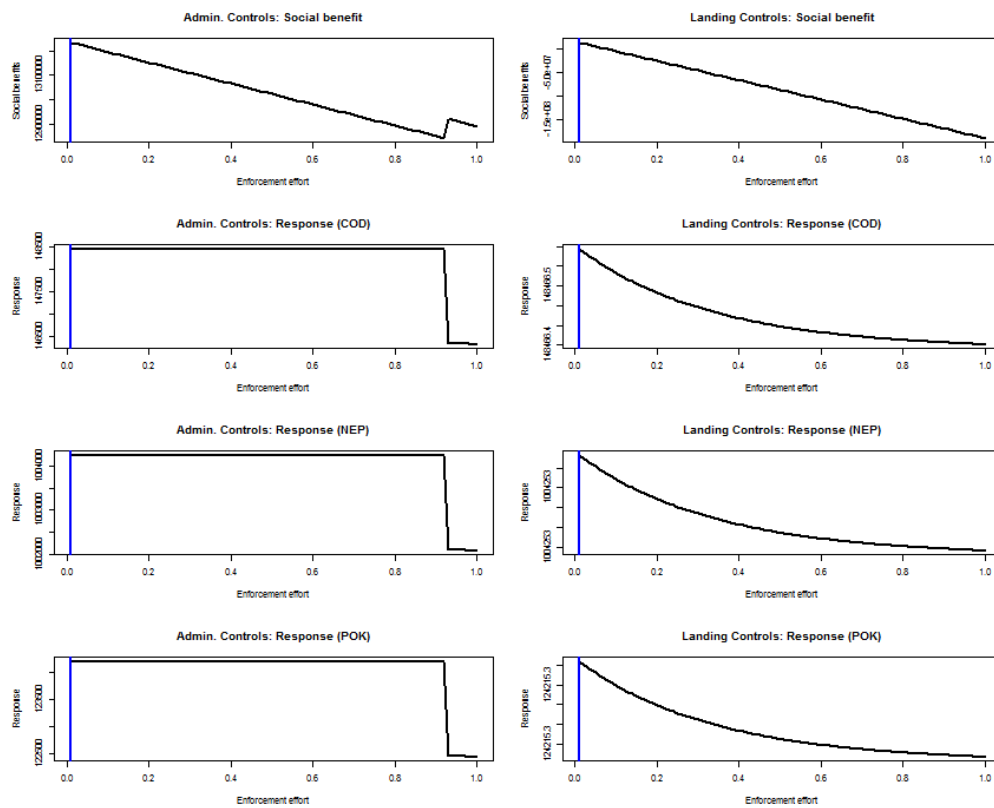 Admin. Controls: Social benefit
Social benefits
13100000
12900000
0.0 0.2 0.4 0.6 0.8 1.0
Enforcement effort
Landing Controls: Social benefit
Social benefits
-5.0e+07
-1.5e+08
0.0 0.2 0.4 0.6 0.8 1.0
Enforcement effort
Admin. Controls: Response (COD)
Response
148500
147500
146500
0.0 0.2 0.4 0.6 0.8 1.0
Enforcement effort
Landing Controls: Response (COD)
Response
0.0 0.2 0.4 0.6 0.8 1.0
Enforcement effort
Admin. Controls: Response (NEP)
Response
1004000
1003000
1002000
0.0 0.2 0.4 0.6 0.8 1.0
Enforcement effort
Landing Controls: Response (NEP)
Response
1004253
1004253
0.0 0.2 0.4 0.6 0.8 1.0
Enforcement effort
Admin. Controls: Response (POK)
Response
123500
122500
0.0 0.2 0.4 0.6 0.8 1.0
Enforcement effort
Landing Controls: Response (POK)
Response
124215.3
124215.3
0.0 0.2 0.4 0.6 0.8 1.0
Enforcement effort